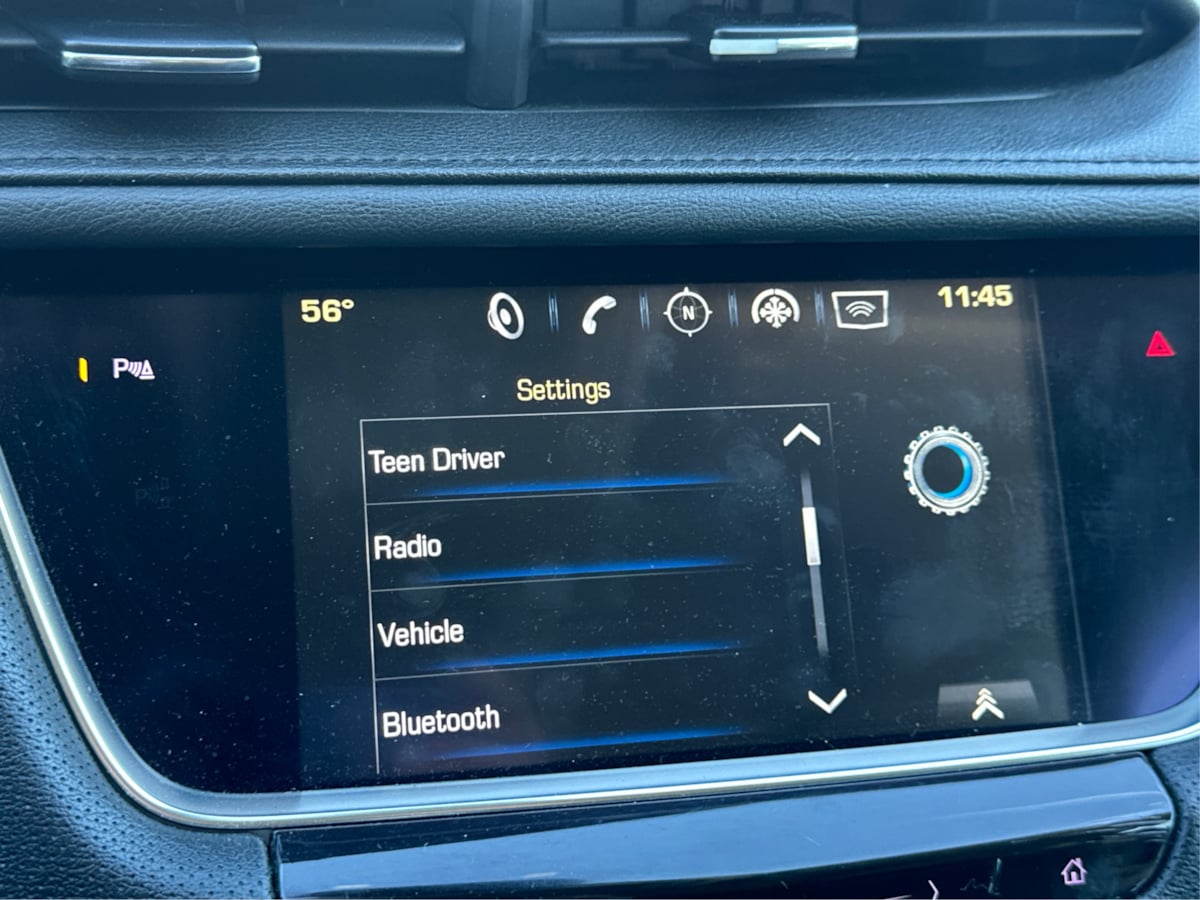 56°
N
11:45
P
Settings
Teen Driver
Radio
Vehicle
Bluetooth